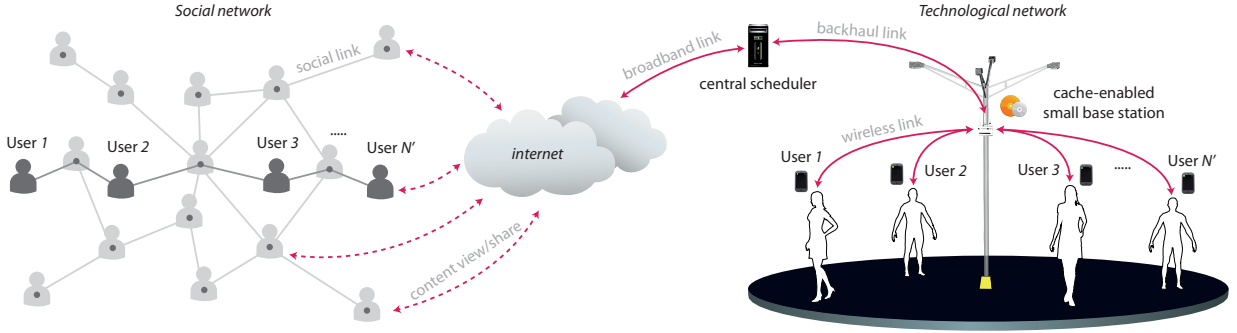 Social network
social link
User 1
User 2
User 3
.....
User N'
content view/share
internet
broadband link
central scheduler
backhaul link
Technological network
cache-enabled
small base station
wireless link
User 1
User 2
User 3
.....
User N'